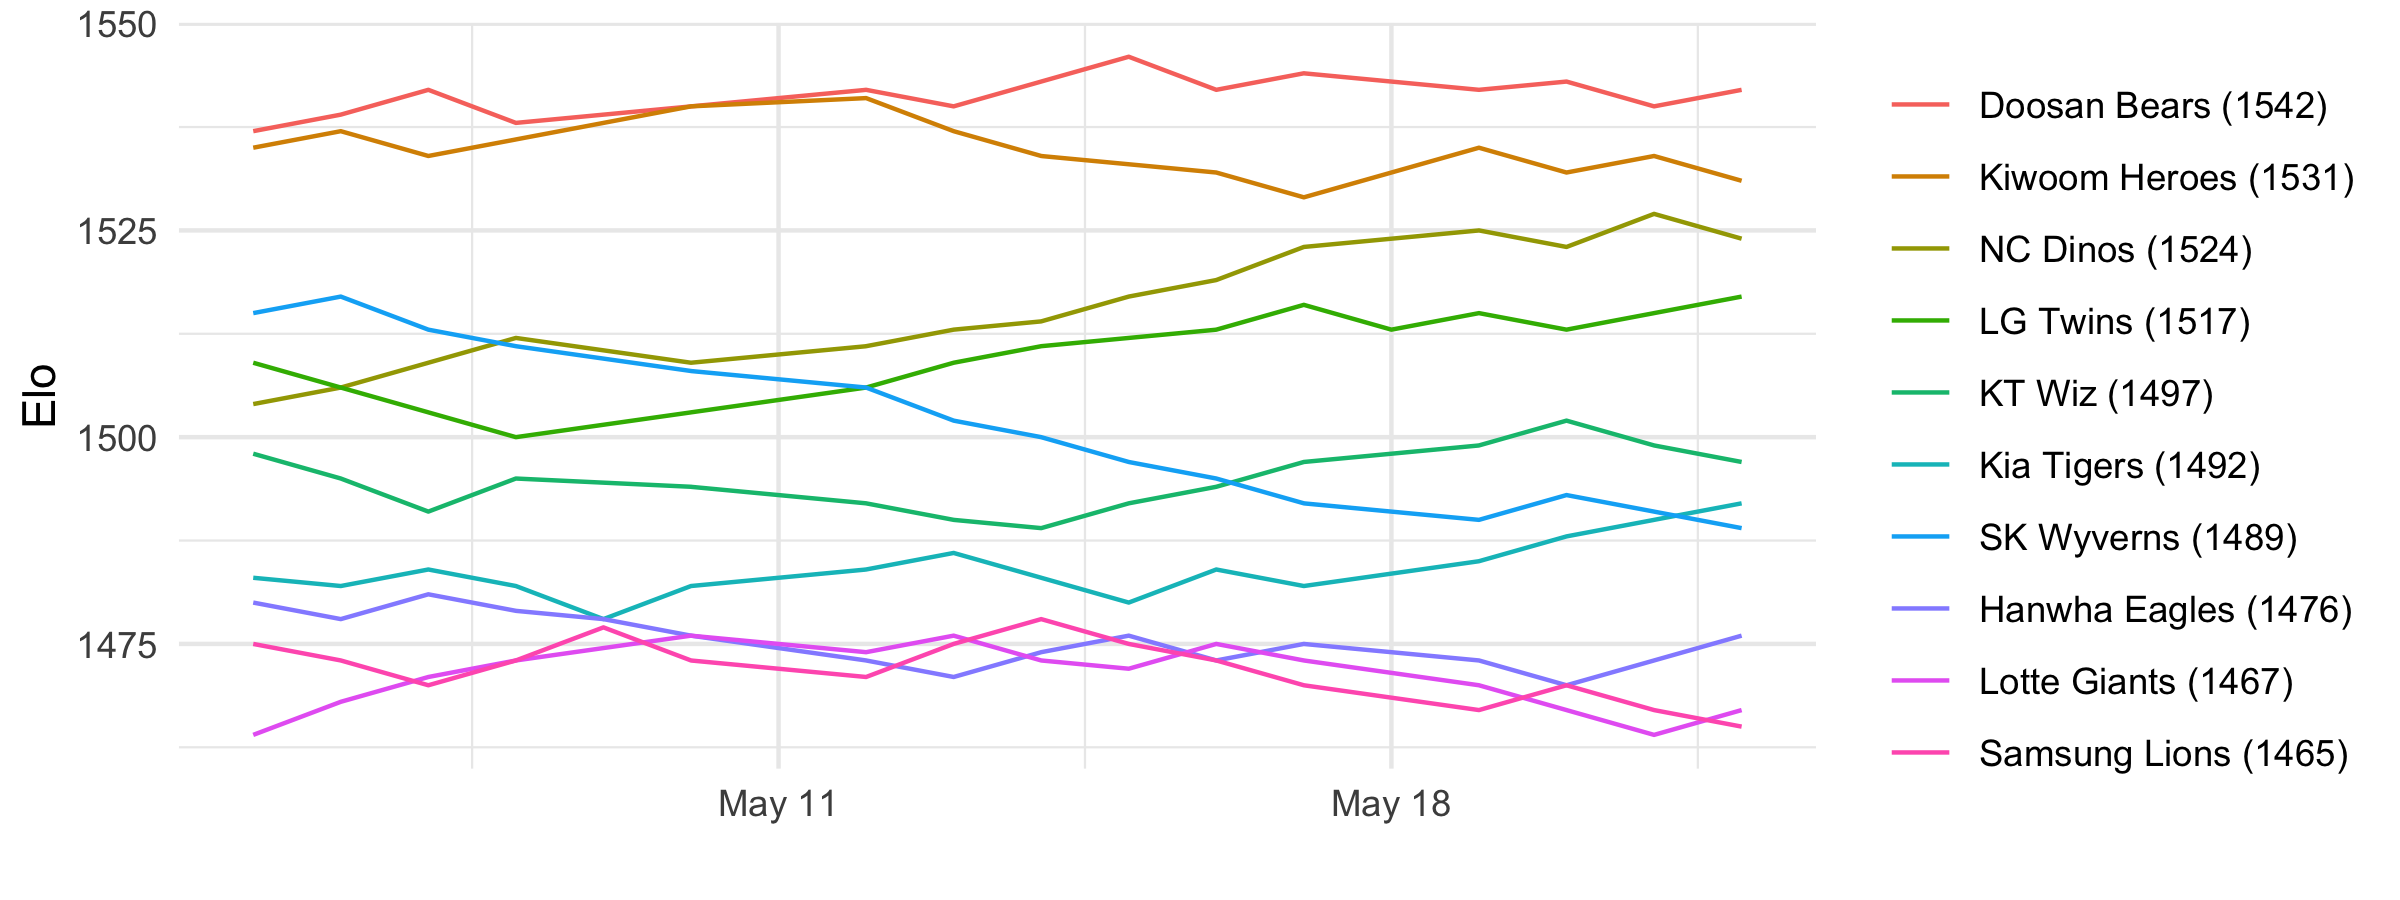 1550
1525
1500
1475
Elo
May 11
May 18
Doosan Bears (1542)
Kiwoom Heroes (1531)
NC Dinos (1524)
LG Twins (1517)
KT Wiz (1497)
Kia Tigers (1492)
SK Wyverns (1489)
Hanwha Eagles (1476)
Lotte Giants (1467)
Samsung Lions (1465)